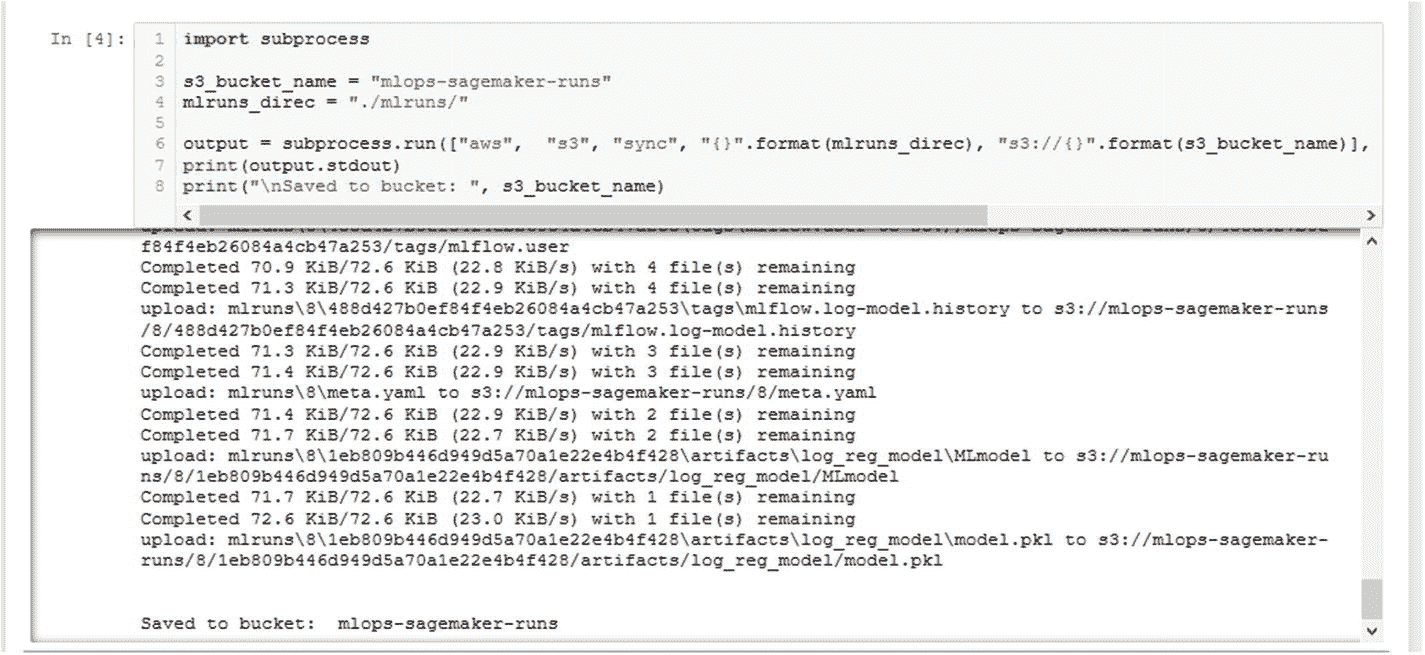 In [4]:
1 import subprocess
2
3 s3_bucket_name = "mlops-sagemaker-runs"
4 mlruns_direc = "./mlruns/"
5
6 output = subprocess.run(["aws",  "s3", "sync", "{}".format(mlruns_direc), "s3://{}".format(s3_bucket_name)],
7 print(output.stdout)
8 print("\nSaved to bucket: ", s3_bucket_name)
f84f4eb26084a4cb47a253/tags/mlflow.user
Completed 70.9 KiB/72.6 KiB (22.8 KiB/s) with 4 file(s) remaining
Completed 71.3 KiB/72.6 KiB (22.9 KiB/s) with 4 file(s) remaining
upload: mlruns\8\488d427b0ef84f4eb26084a4cb47a253\tags\mlflow.log-model.history to s3://mlops-sagemaker-runs
/8/488d427b0ef84f4eb26084a4cb47a253/tags/mlflow.log-model.history
Completed 71.3 KiB/72.6 KiB (22.9 KiB/s) with 3 file(s) remaining
Completed 71.4 KiB/72.6 KiB (22.9 KiB/s) with 3 file(s) remaining
upload: mlruns\8\meta.yaml to s3://mlops-sagemaker-runs/8/meta.yaml
Completed 71.4 KiB/72.6 KiB (22.9 KiB/s) with 2 file(s) remaining
Completed 71.7 KiB/72.6 KiB (22.7 KiB/s) with 2 file(s) remaining
upload: mlruns\8\1eb809b446d949d5a70a1e22e4b4f428\artifacts\log_reg_model\MLmodel to s3://mlops-sagemaker-ru
ns/8/1eb809b446d949d5a70a1e22e4b4f428/artifacts/log_reg_model/MLmodel
Completed 71.7 KiB/72.6 KiB (22.7 KiB/s) with 1 file(s) remaining
Completed 72.6 KiB/72.6 KiB (23.0 KiB/s) with 1 file(s) remaining
upload: mlruns\8\1eb809b446d949d5a70a1e22e4b4f428\artifacts\log_reg_model\model.pkl to s3://mlops-sagemaker-
runs/8/1eb809b446d949d5a70a1e22e4b4f428/artifacts/log_reg_model/model.pkl
Saved to bucket:  mlops-sagemaker-runs